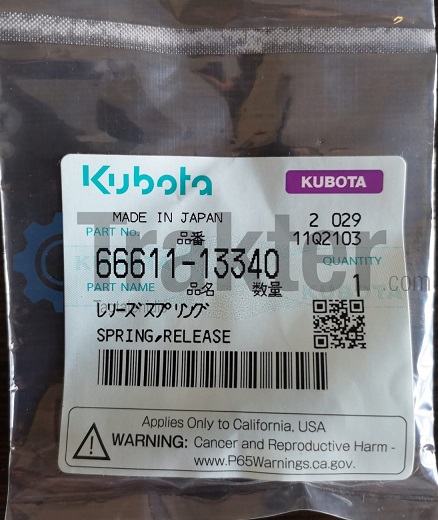 Kubota
KUBOTA
MADE IN JAPAN
2 029
PART No.
品番
11Q2103
66611-13340
QUANTITY
PART NAME
品名
数量
1
レリーズスプリング
SPRING,RELEASE
Trakter.com
Applies Only to California, USA
WARNING: Cancer and Reproductive Harm -
www.P65Warnings.ca.gov.